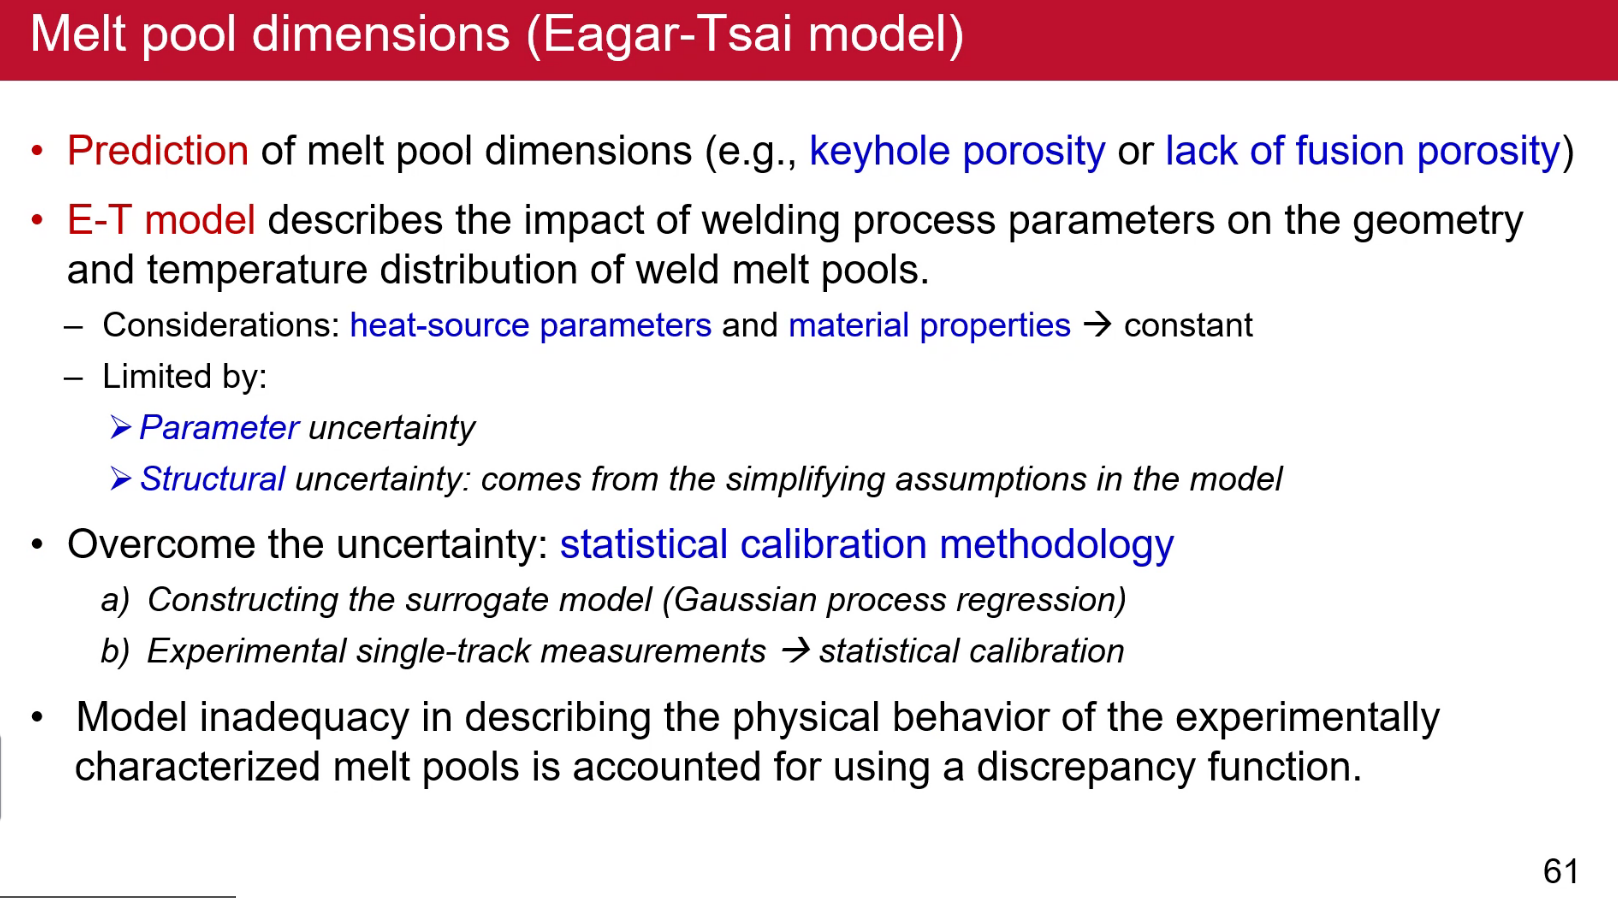 Melt pool dimensions (Eagar-Tsai model)
• Prediction of melt pool dimensions (e.g., keyhole porosity or lack of fusion porosity)
• E-T model describes the impact of welding process parameters on the geometry
and temperature distribution of weld melt pools.
– Considerations: heat-source parameters and material properties → constant
– Limited by:
➢ Parameter uncertainty
➢ Structural uncertainty: comes from the simplifying assumptions in the model
• Overcome the uncertainty: statistical calibration methodology
a) Constructing the surrogate model (Gaussian process regression)
b) Experimental single-track measurements → statistical calibration
• Model inadequacy in describing the physical behavior of the experimentally
characterized melt pools is accounted for using a discrepancy function.
61